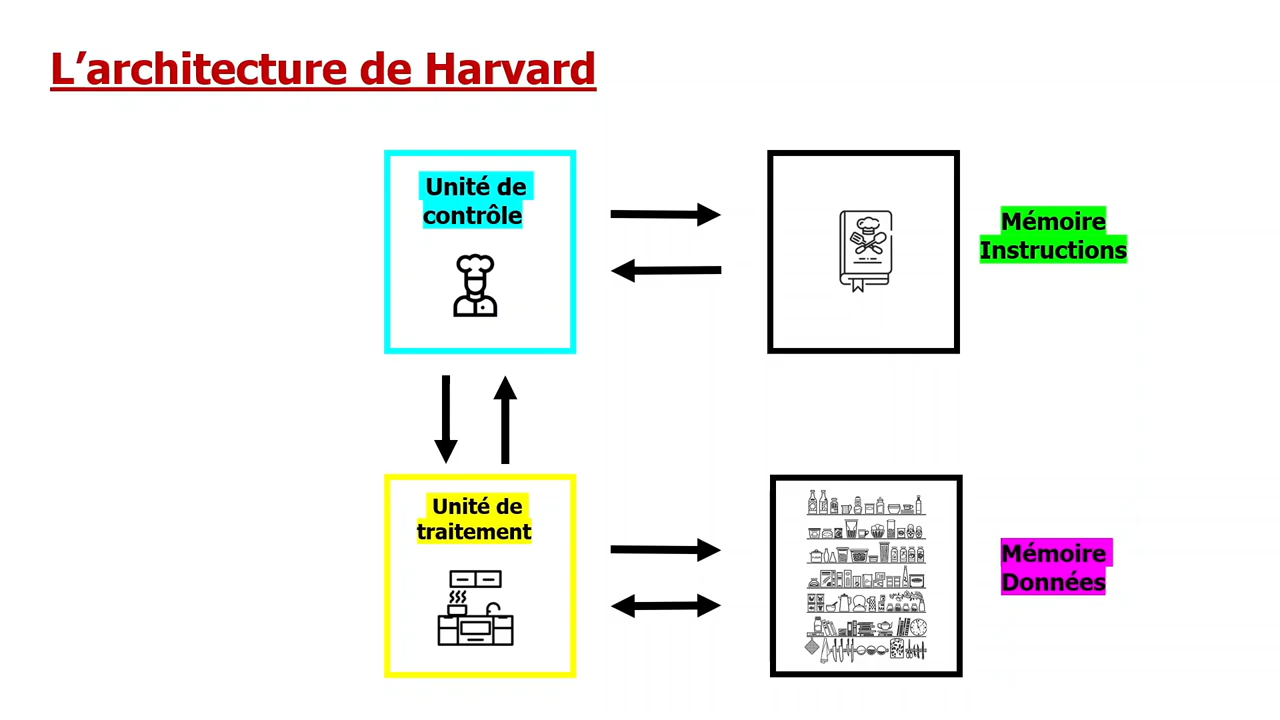 L’architecture de Harvard
Unité de
contrôle
Mémoire
Instructions
Unité de
traitement
Mémoire
Données